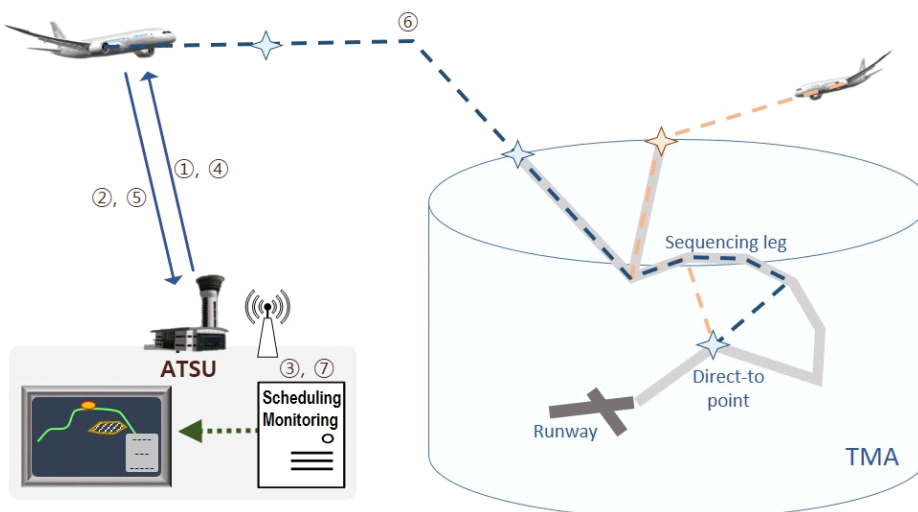 ⑥
①, ④
②, ⑤
Sequencing leg
ATSU
③, ⑦
Scheduling
Monitoring
Direct-to
point
Runway
TMA